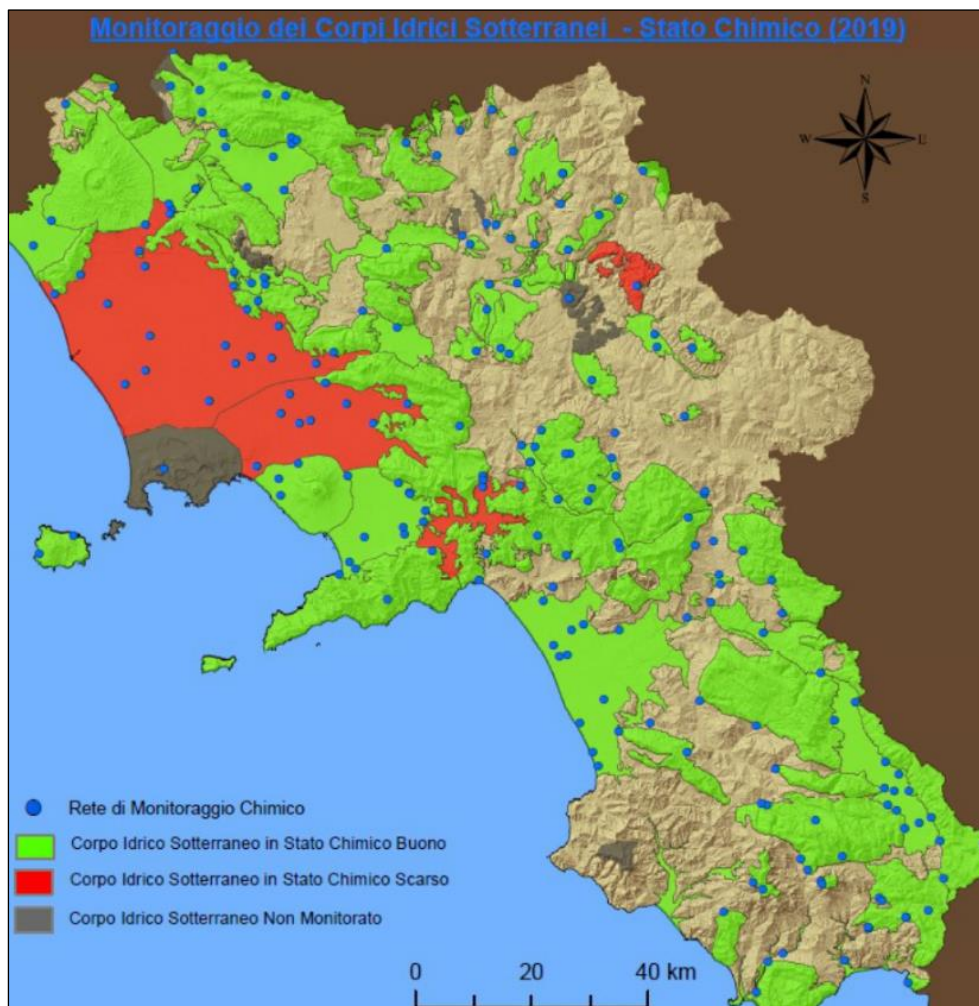 Monitoraggio dei Corpi Idrici Sotterranei - Stato Chimico (2019)
N
W
E
S
Rete di Monitoraggio Chimico
Corpo Idrico Sotterraneo in Stato Chimico Buono
Corpo Idrico Sotterraneo in Stato Chimico Scarso
Corpo Idrico Sotterraneo Non Monitorato
0 20 40 km